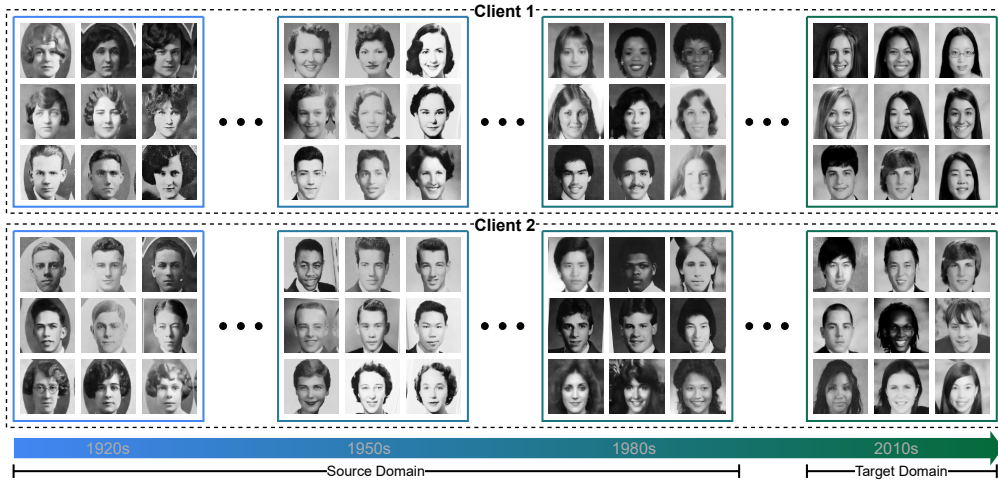 Client 1
Client 2
1920s 1950s 1980s 2010s
Source Domain Target Domain